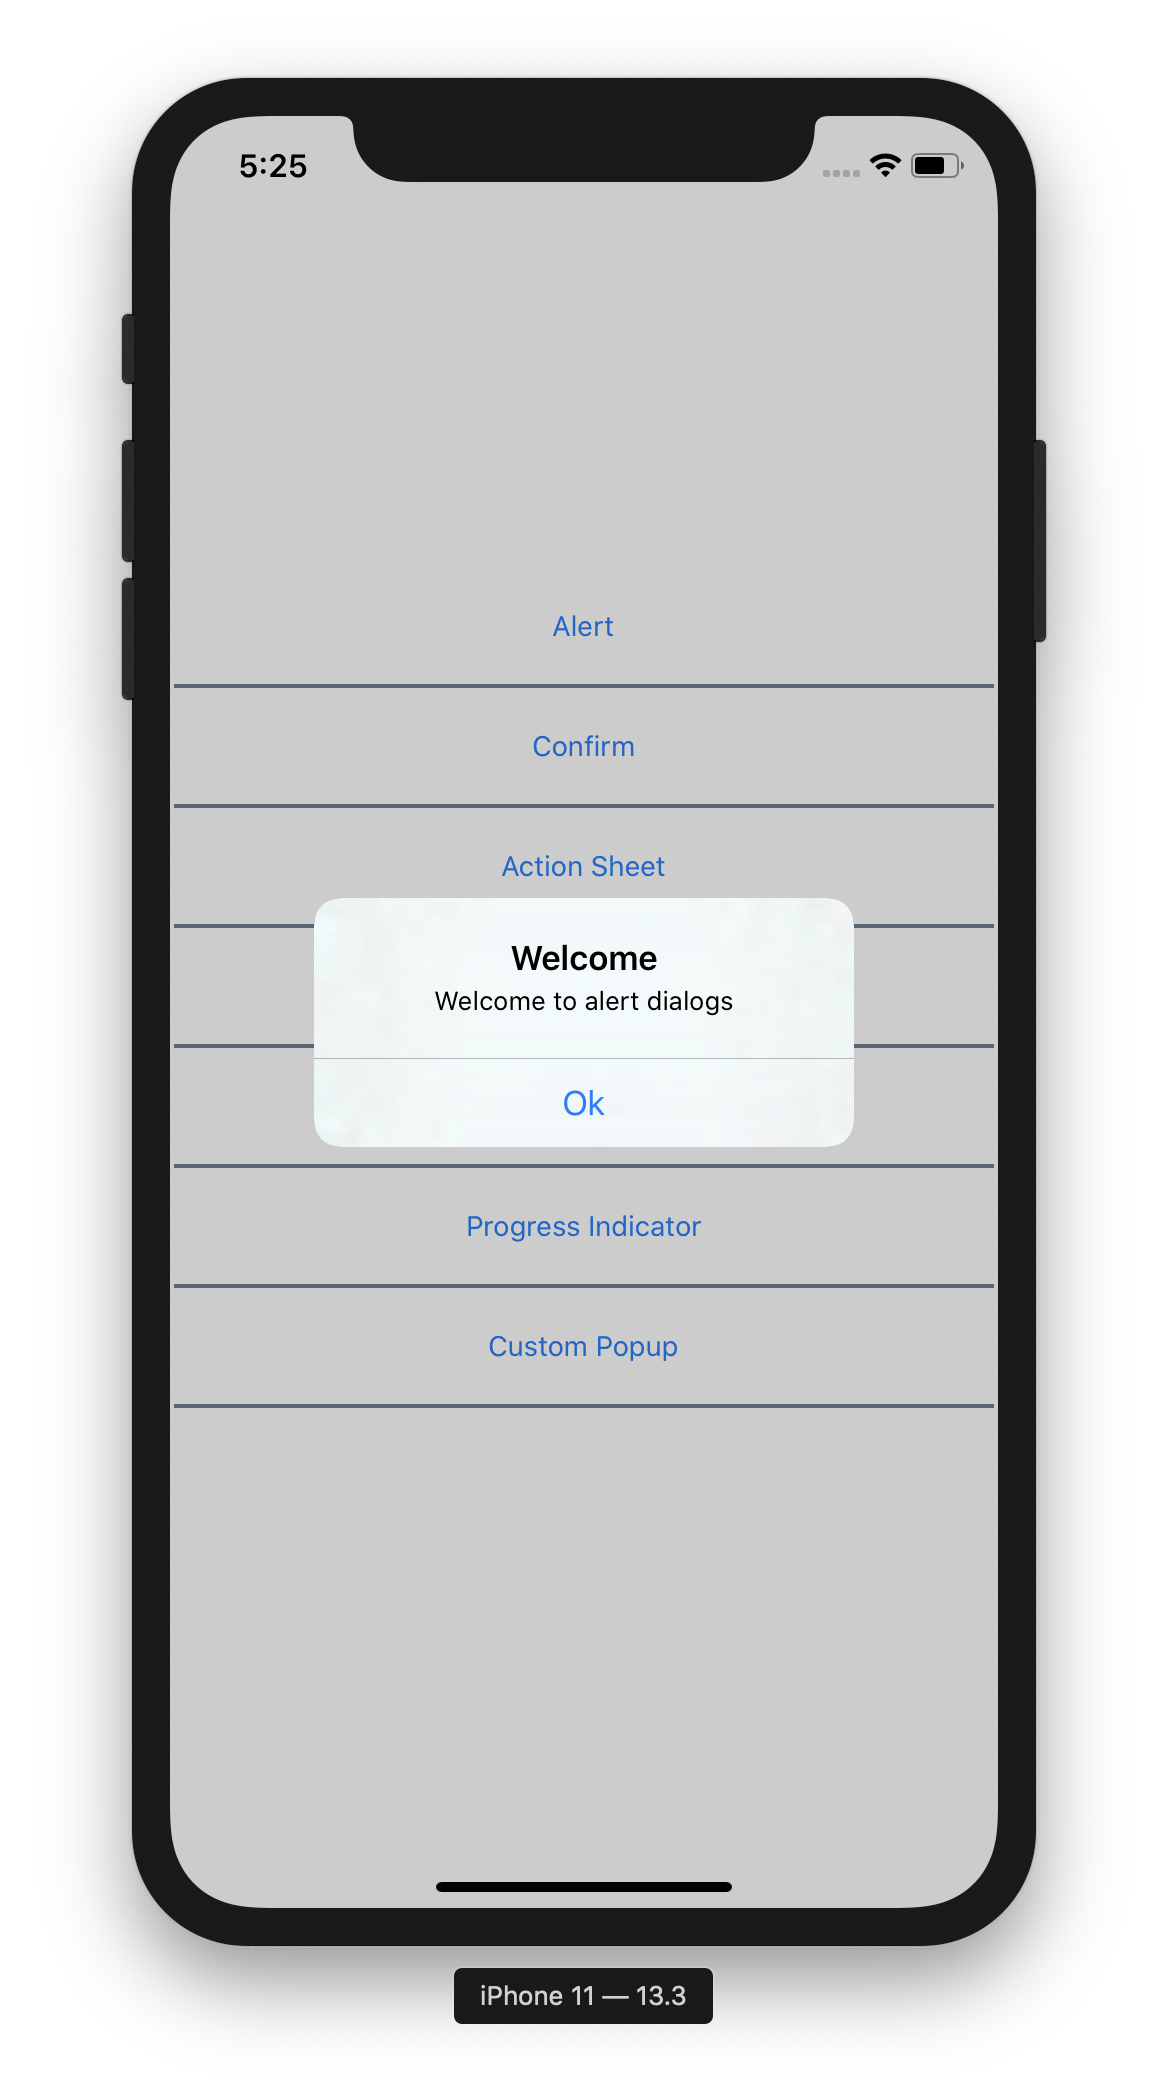 5:25
Alert
Confirm
Action Sheet
Welcome
Welcome to alert dialogs
Ok
Progress Indicator
Custom Popup
iPhone 11 — 13.3